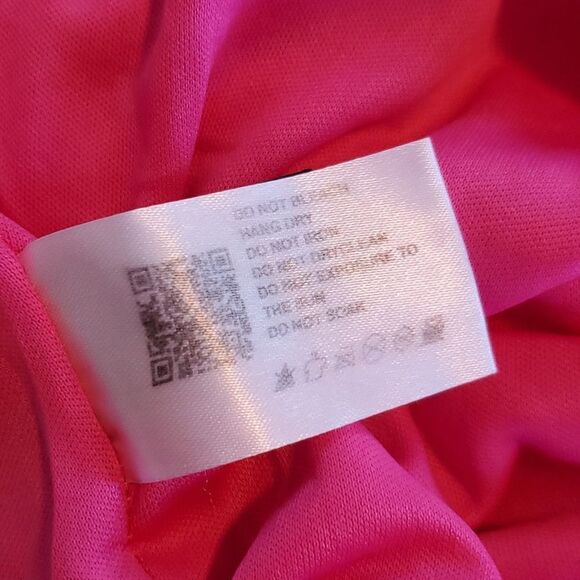 DO NOT BLEACH
HANG DRY
DO NOT IRON
DO NOT DRYCLEAN
DO NOT EXPOSURE TO
THE SUN
DO NOT SOAK